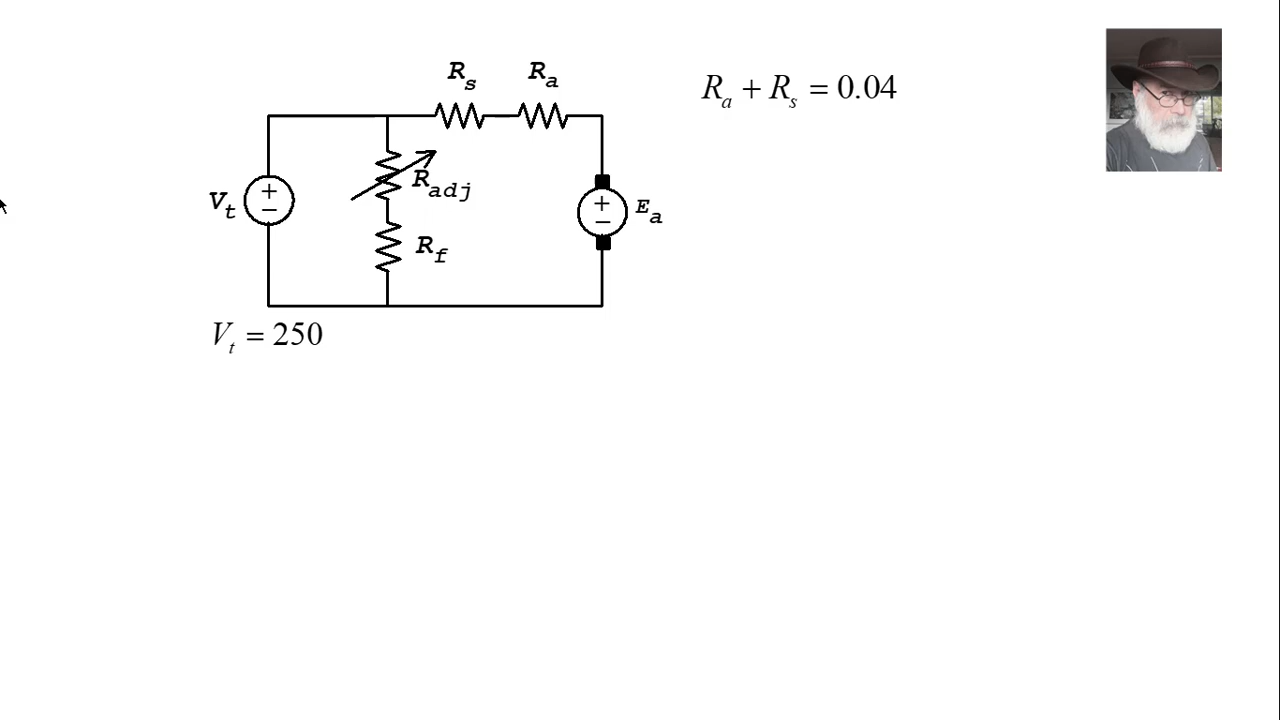 R_s R_a
R_a + R_s = 0.04
V_t + −
R_adj
+ − E_a
R_f
V_t = 250